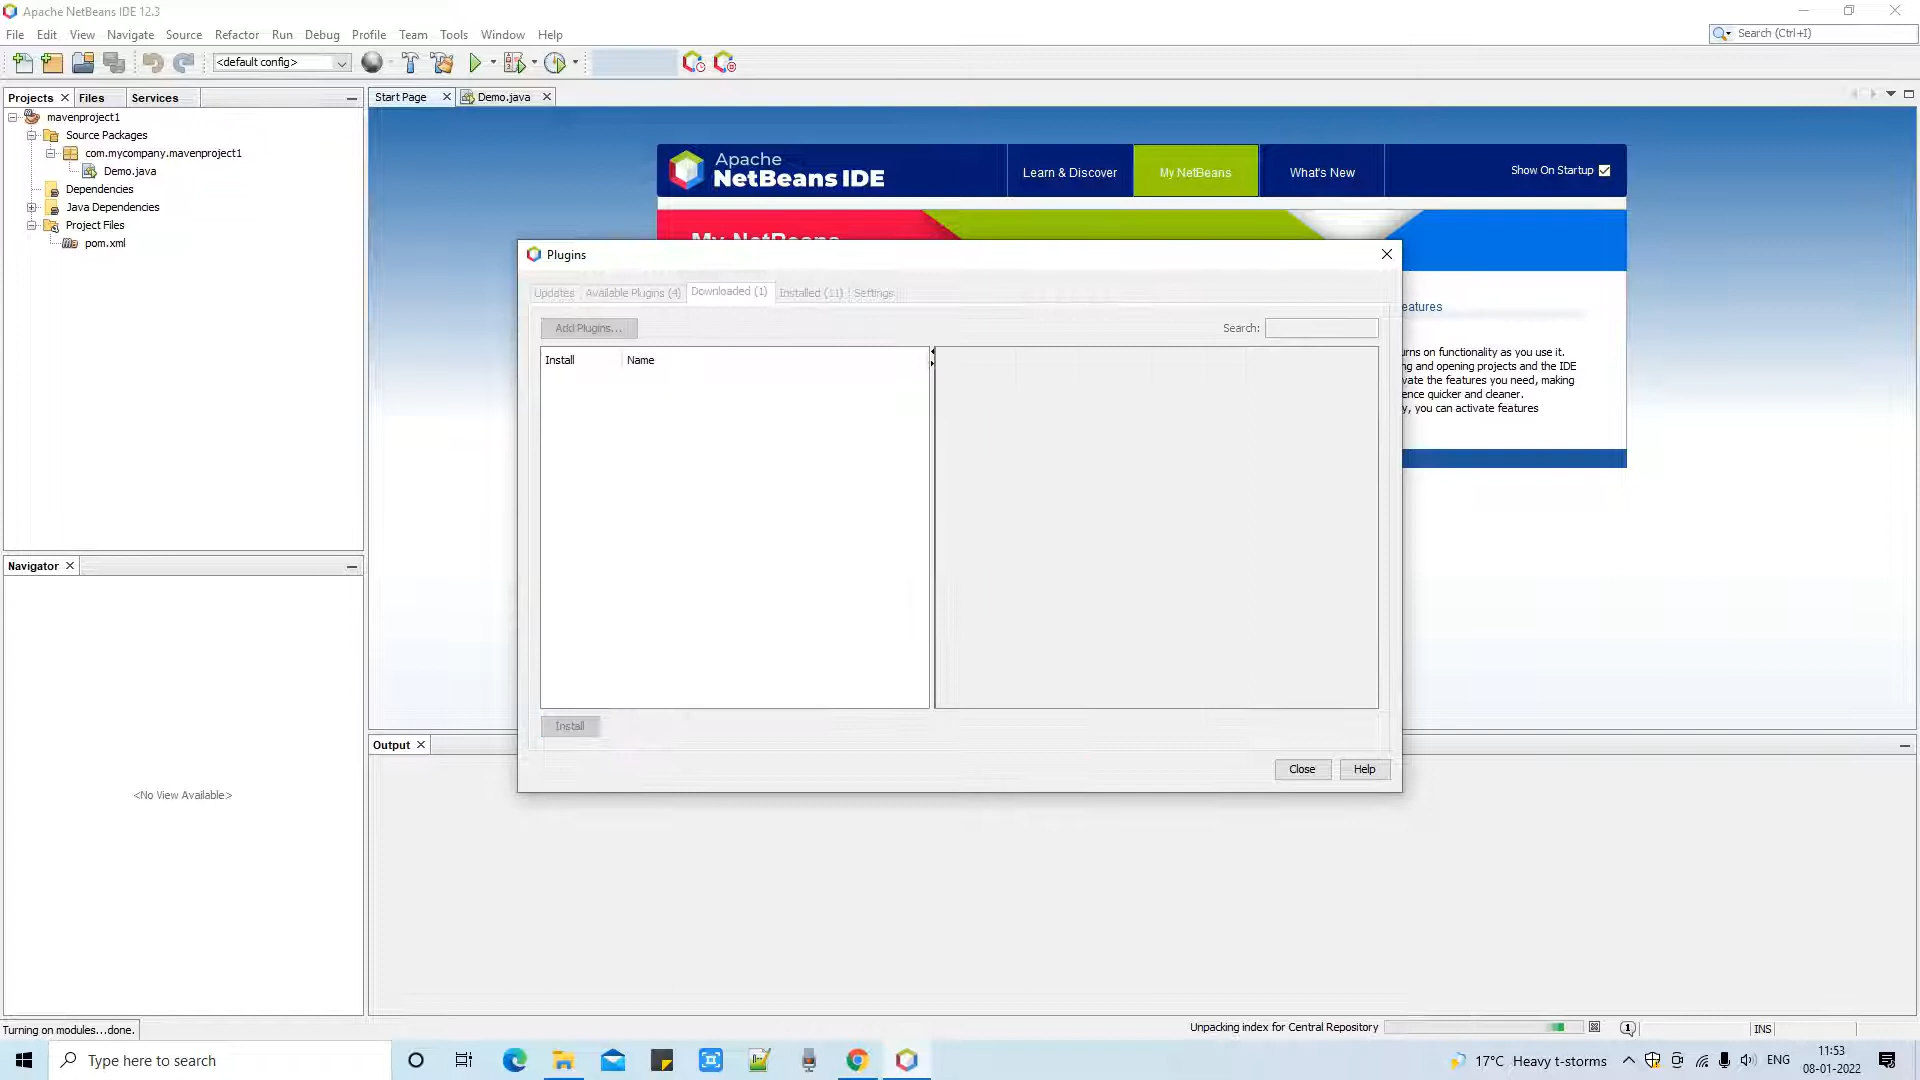 Apache NetBeans IDE 12.3
File Edit View Navigate Source Refactor Run Debug Profile Team Tools Window Help
Search (Ctrl+I)
<default config>
Projects Files Services
Start Page Demo.java
mavenproject1
Source Packages
com.mycompany.mavenproject1
Demo.java
Dependencies
Java Dependencies
Project Files
pom.xml
Apache
NetBeans IDE
Learn & Discover My NetBeans What's New Show On Startup
My NetBeans
Plugins
Updates Available Plugins (4) Downloaded (1) Installed (11) Settings
Add Plugins... Search:
Install Name
eatures
urns on functionality as you use it.
ng and opening projects and the IDE
vate the features you need, making
ence quicker and cleaner.
y, you can activate features
Install
Close Help
Navigator
<No View Available>
Output
Turning on modules...done.
Unpacking index for Central Repository
1
INS
Type here to search
17°C Heavy t-storms
ENG
11:53
08-01-2022